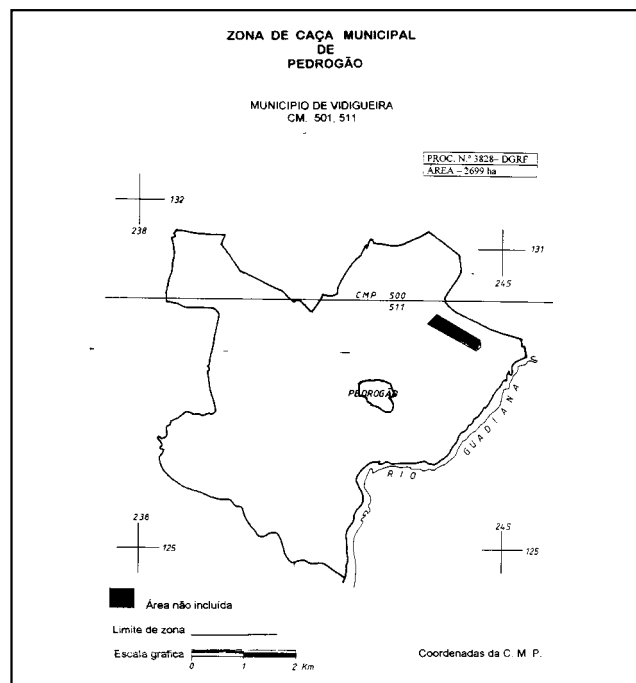 ZONA DE CAÇA MUNICIPAL
DE
PEDROGÃO
MUNICIPIO DE VIDIGUEIRA
CM. 501, 511
PROC. N.º 3828– DGRF
ÁREA – 2699 ha
132
238
131
245
CMP 500
511
PEDROGÃO
RIO GUADIANA
238
125
245
125
Área não incluída
Limite de zona
Escala grafica
0 1 2 Km
Coordenadas da C. M P.